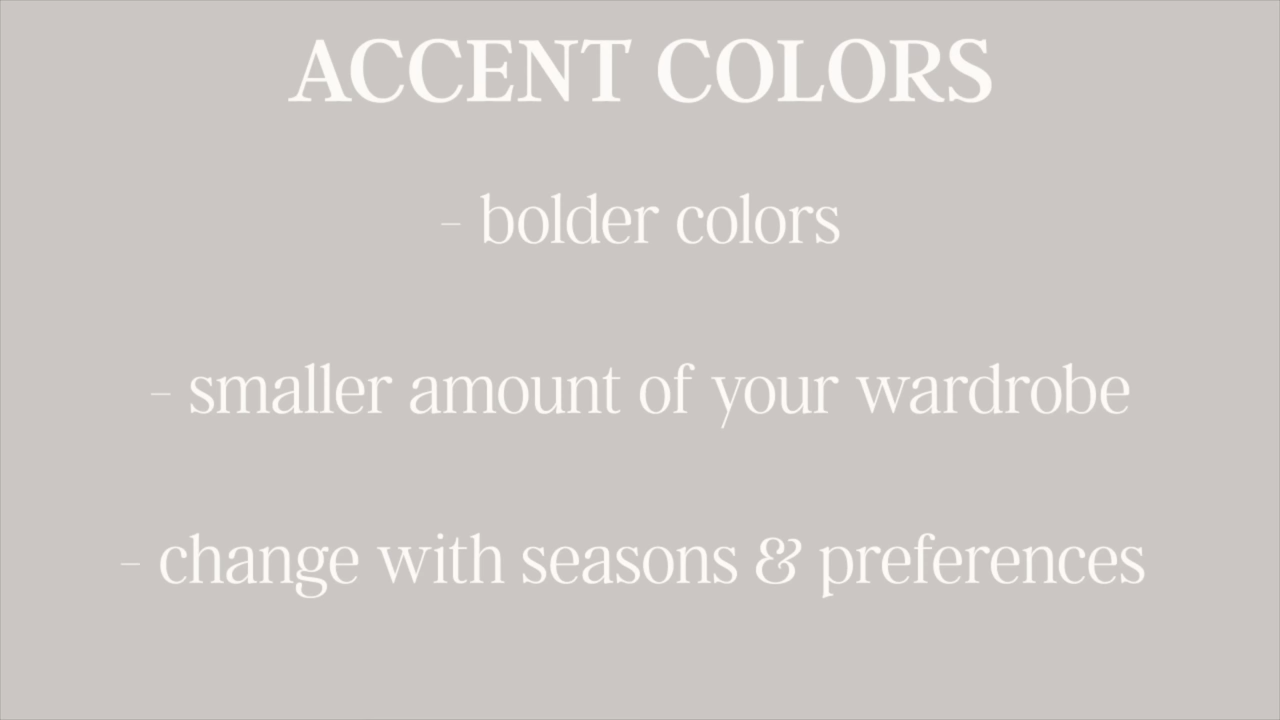 ACCENT COLORS
- bolder colors
- smaller amount of your wardrobe
- change with seasons & preferences